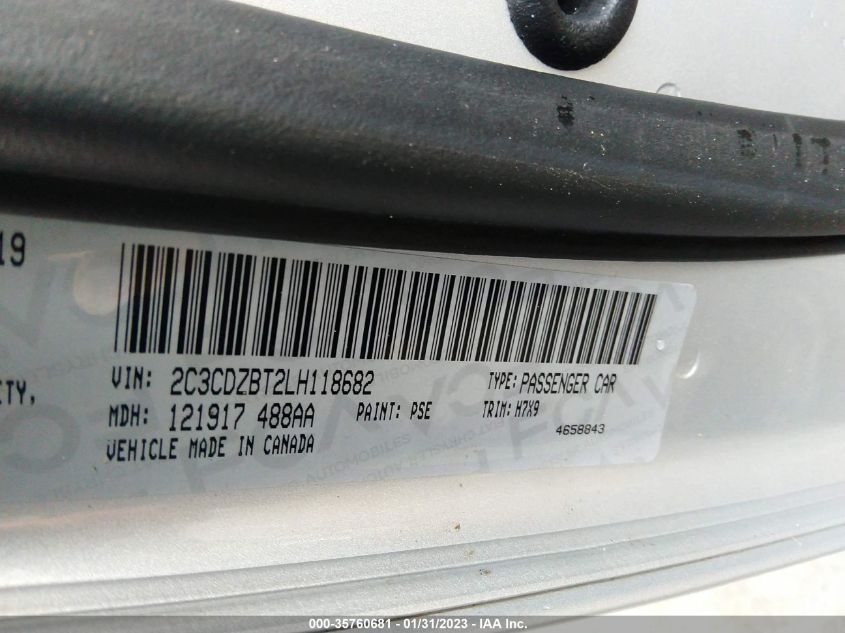 19
VIN: 2C3CDZBT2LH118682 TYPE: PASSENGER CAR
ITY,
MDH: 121917 488AA PAINT: PSE TRIM: H7X9
4658843
VEHICLE MADE IN CANADA
000-35760681 - 01/31/2023 - IAA Inc.